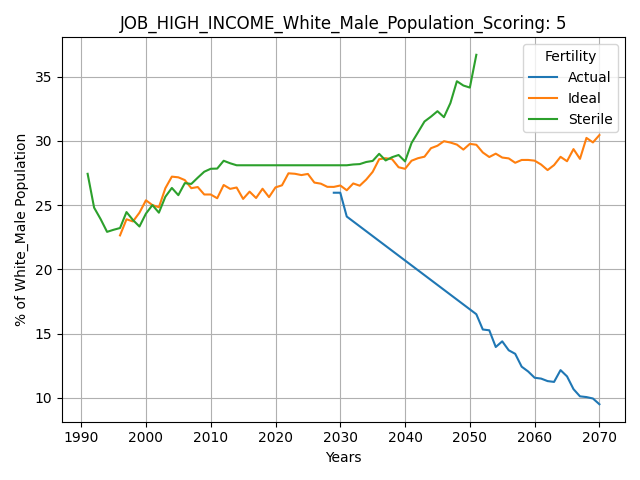 JOB_HIGH_INCOME_White_Male_Population_Scoring: 5
Fertility
Actual
Ideal
Sterile
% of White_Male Population
35
30
25
20
15
10
1990 2000 2010 2020 2030 2040 2050 2060 2070
Years